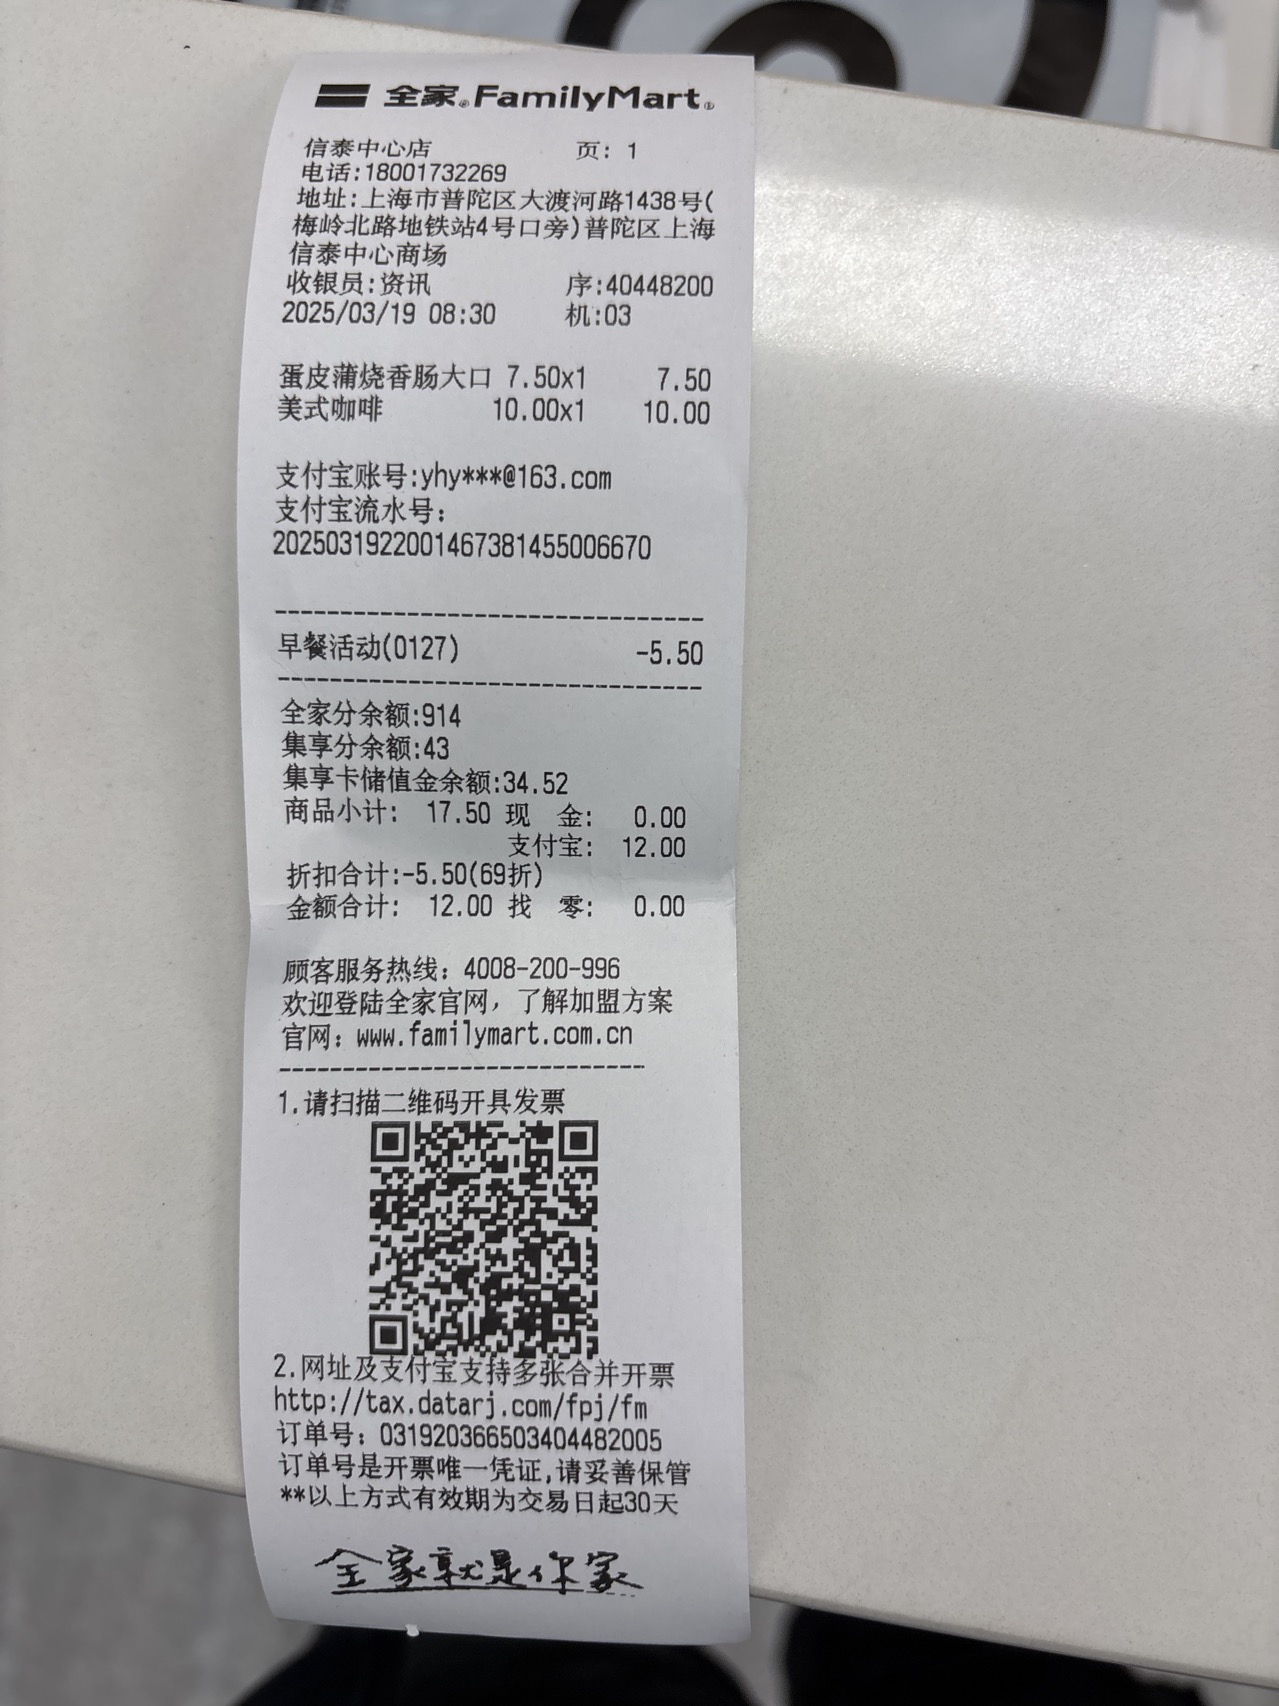 全家®FamilyMart®
信泰中心店 页: 1
电话:18001732269
地址:上海市普陀区大渡河路1438号(
梅岭北路地铁站4号口旁)普陀区上海
信泰中心商场
收银员:资讯 序:40448200
2025/03/19 08:30 机:03
蛋皮蒲烧香肠大口 7.50x1 7.50
美式咖啡 10.00x1 10.00
支付宝账号:yhy***@163.com
支付宝流水号:
2025031922001467381455006670
早餐活动(0127) -5.50
全家分余额:914
集享分余额:43
集享卡储值金余额:34.52
商品小计: 17.50 现 金: 0.00
支付宝: 12.00
折扣合计:-5.50(69折)
金额合计: 12.00 找 零: 0.00
顾客服务热线: 4008-200-996
欢迎登陆全家官网, 了解加盟方案
官网: www.familymart.com.cn
1.请扫描二维码开具发票
2.网址及支付宝支持多张合并开票
http://tax.datarj.com/fpj/fm
订单号: 0319203665034044820​05
订单号是开票唯一凭证,请妥善保管
**以上方式有效期为交易日起30天
全家就是你家